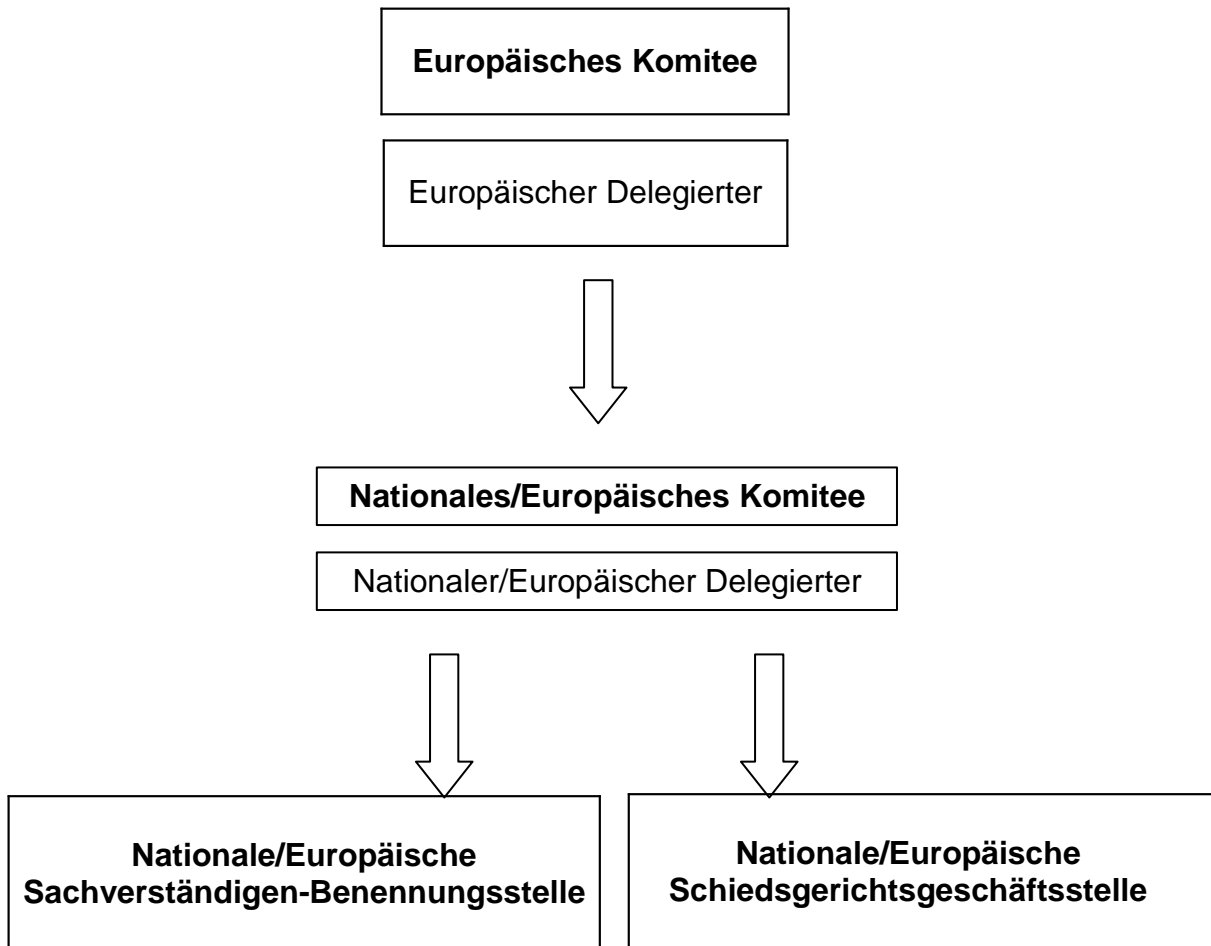 Europäisches Komitee
Europäischer Delegierter
Nationales/Europäisches Komitee
Nationaler/Europäischer Delegierter
Nationale/Europäische
Sachverständigen-Benennungsstelle
Nationale/Europäische
Schiedsgerichtsgeschäftsstelle